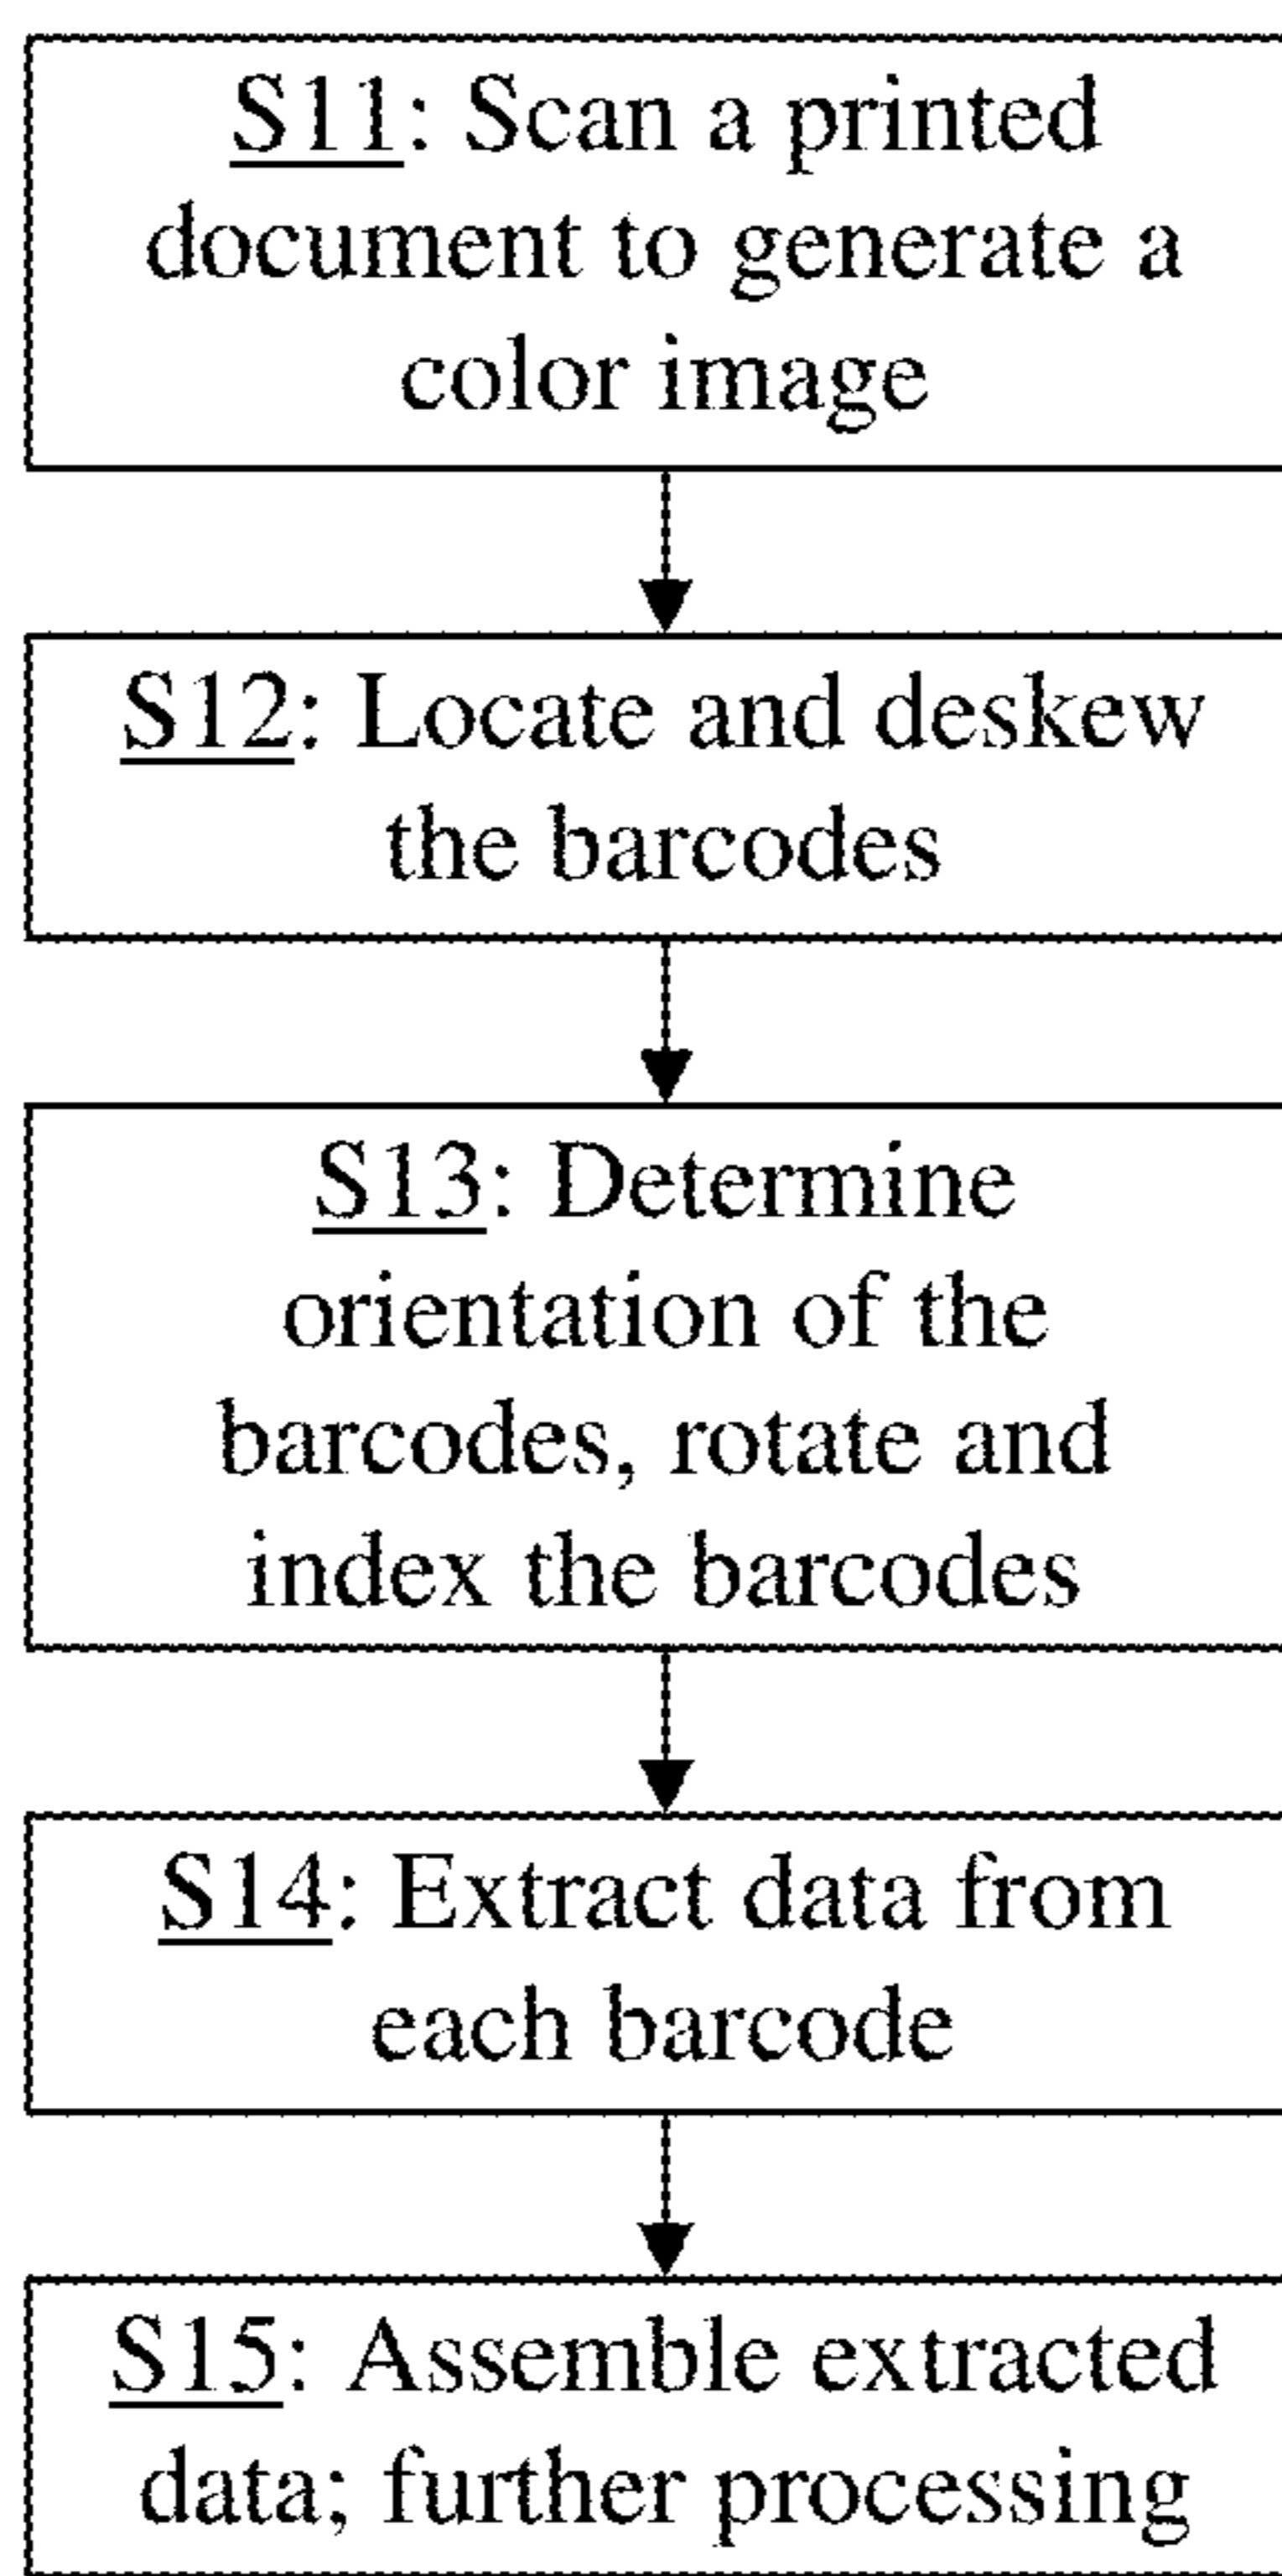 S11: Scan a printed
document to generate a
color image
S12: Locate and deskew
the barcodes
S13: Determine
orientation of the
barcodes, rotate and
index the barcodes
S14: Extract data from
each barcode
S15: Assemble extracted
data; further processing